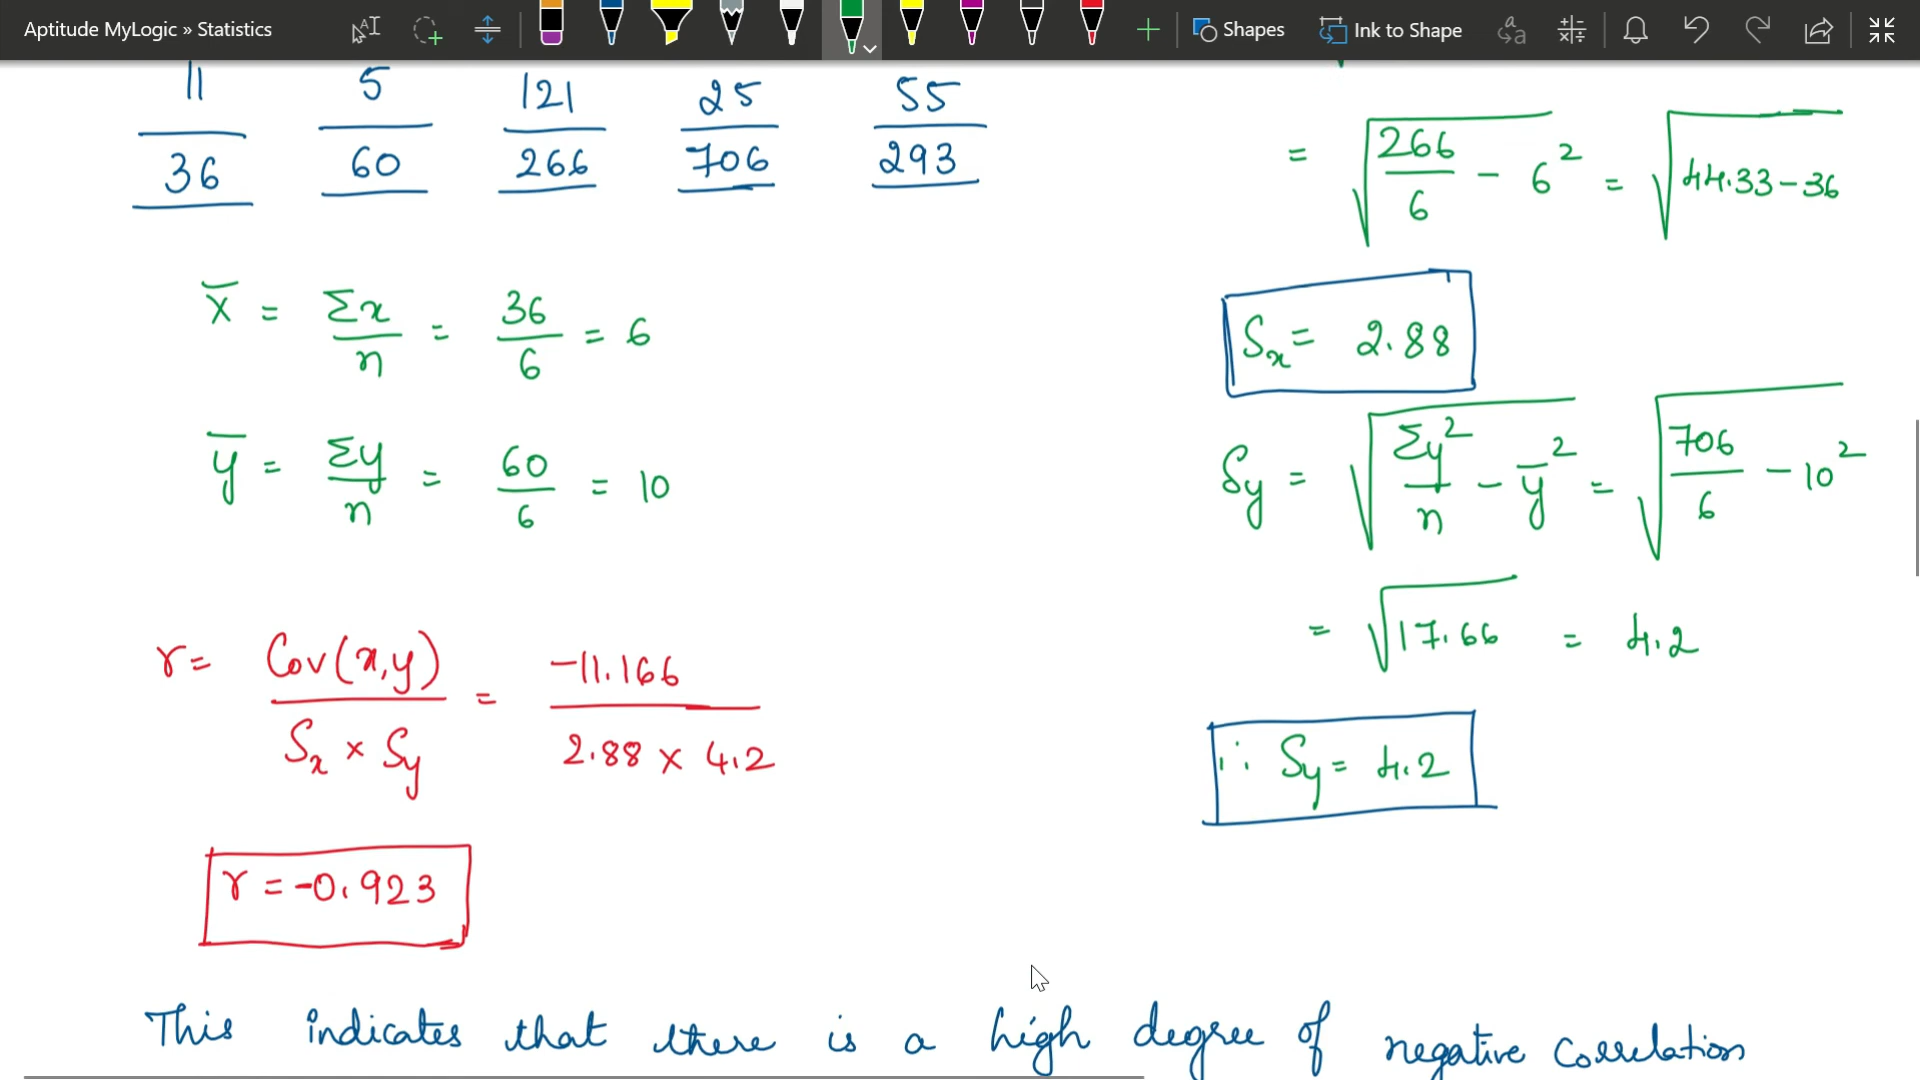 Aptitude MyLogic » Statistics
Shapes
Ink to Shape
11 5 121 25 55
36 60 266 706 293
x̅ = Σx/n = 36/6 = 6
y̅ = Σy/n = 60/6 = 10
r = Cov(x,y)/(Sx × Sy) = -11.166/(2.88 × 4.2)
r = -0.923
= √(266/6 - 6²) = √(44.33-36)
Sx = 2.88
Sy = √(Σy²/n - y̅²) = √(706/6 - 10²)
= √17.66 = 4.2
∴ Sy = 4.2
This indicates that there is a high degree of negative correlation